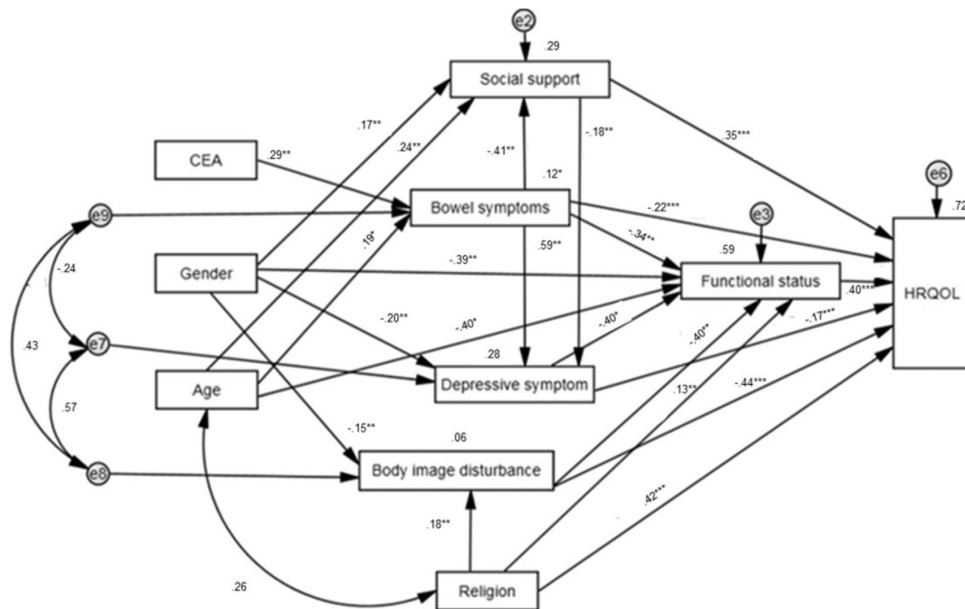 e2
.29
Social support
.17**
.35***
CEA
.29**
.24**
-.41**
-.18**
.12*
e6
.72
Bowel symptoms
-.22***
e9
.19*
.59**
-.34**
e3
.59
-.24
Gender
-.39**
Functional status
.40***
HRQOL
-.20**
-.40*
-.40*
-.17***
.43
e7
.28
-.40**
Age
Depressive symptom
.13**
-.44***
.57
-.15**
.06
e8
Body image disturbance
.42***
.18**
.26
Religion